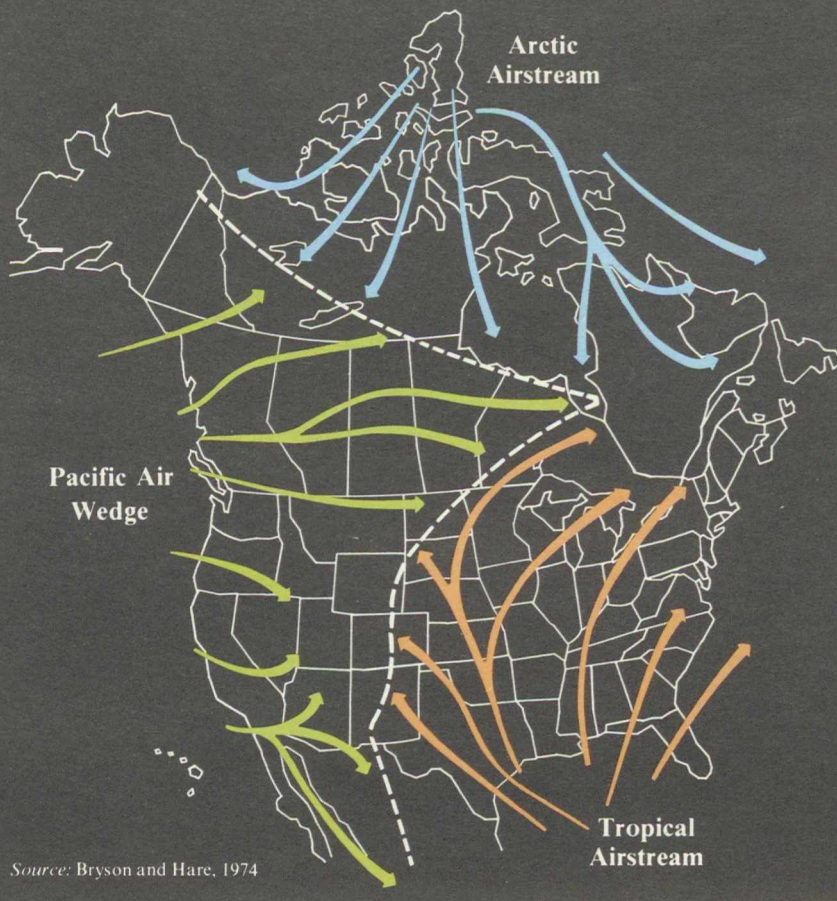 Arctic
Airstream
Pacific Air
Wedge
Tropical
Airstream
Source: Bryson and Hare, 1974